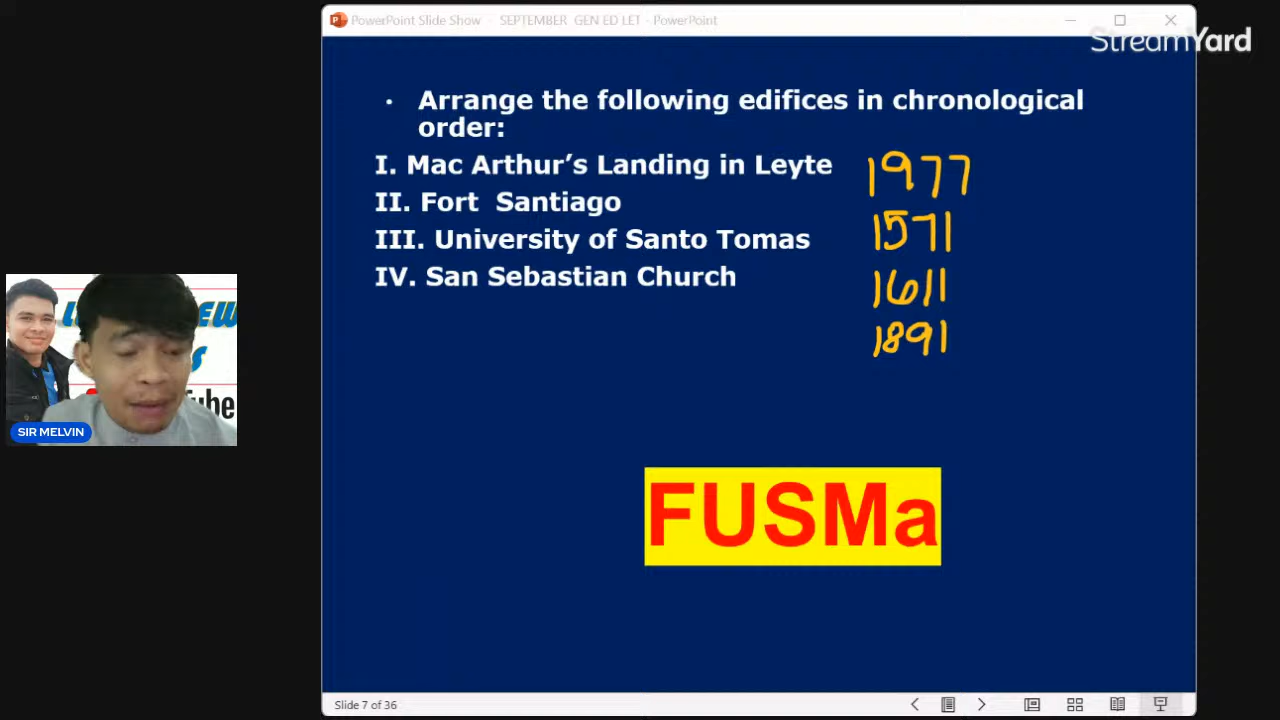 PowerPoint Slide Show - SEPTEMBER GEN ED LET - PowerPoint
StreamYard
• Arrange the following edifices in chronological
order:
I. Mac Arthur’s Landing in Leyte 1977
II. Fort Santiago 1571
III. University of Santo Tomas 1611
IV. San Sebastian Church 1891
SIR MELVIN
FUSMa
Slide 7 of 36